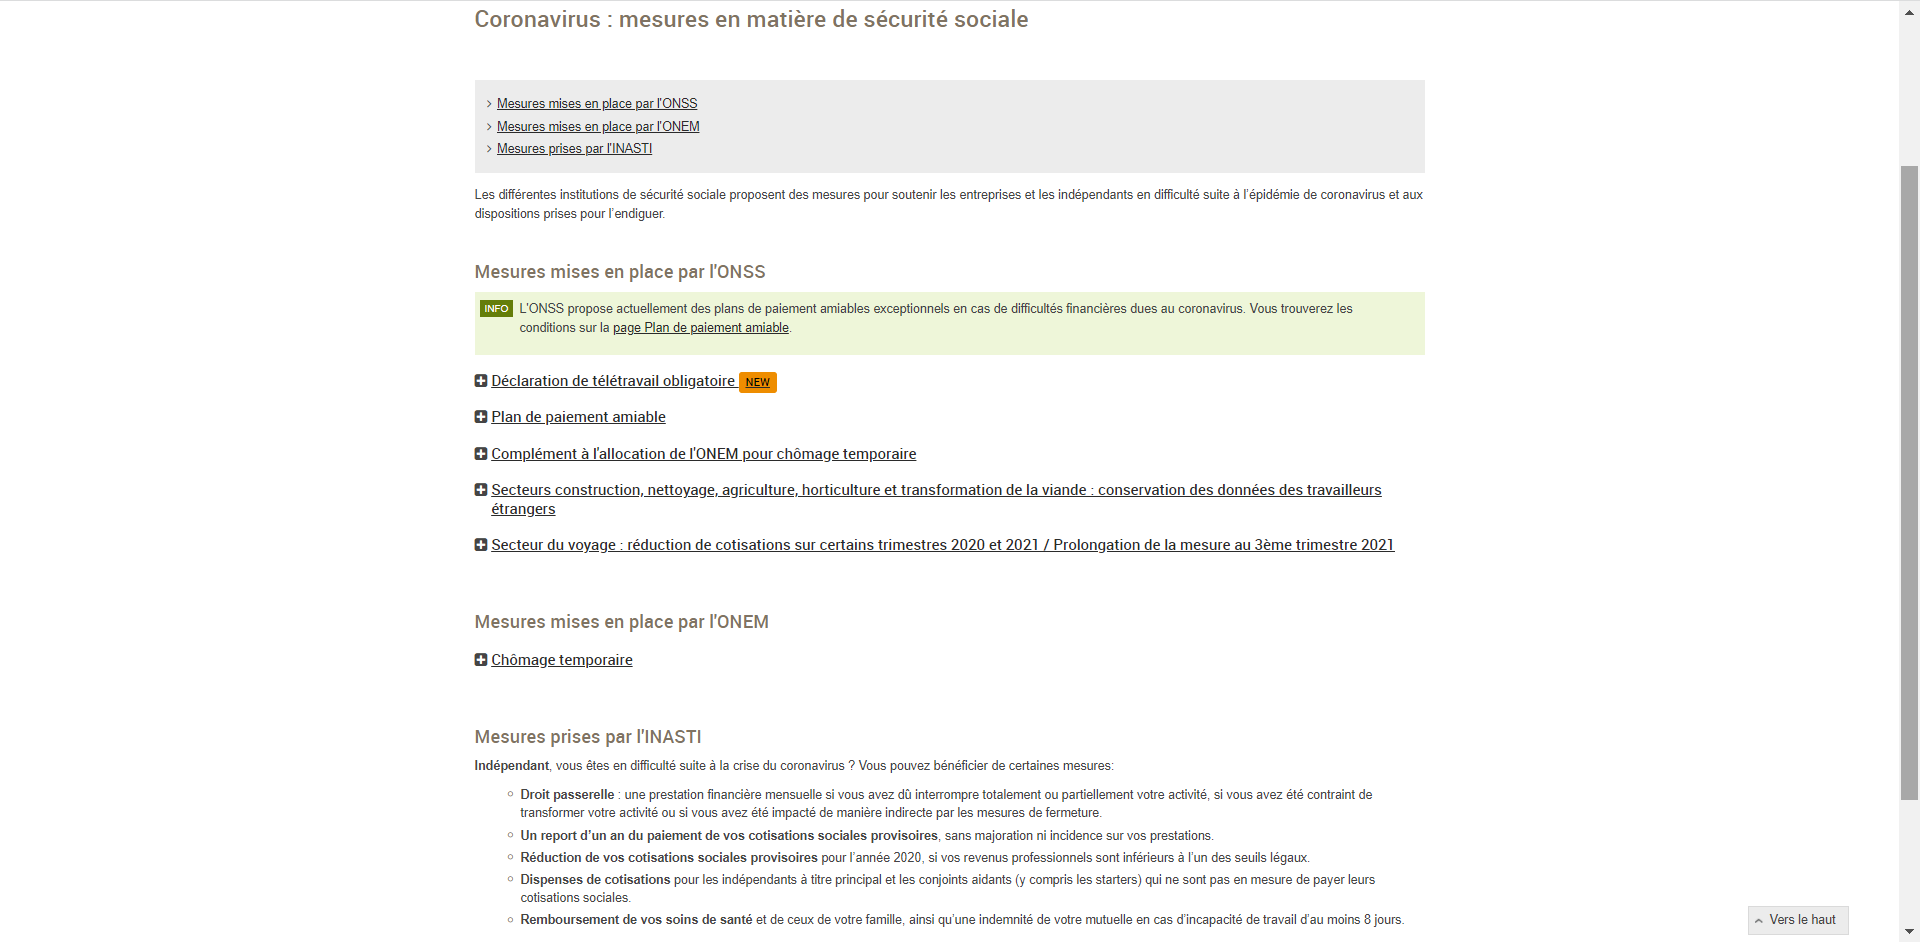 Coronavirus : mesures en matière de sécurité sociale
Mesures mises en place par l'ONSS
Mesures mises en place par l'ONEM
Mesures prises par l'INASTI
Les différentes institutions de sécurité sociale proposent des mesures pour soutenir les entreprises et les indépendants en difficulté suite à l’épidémie de coronavirus et aux
dispositions prises pour l’endiguer.
Mesures mises en place par l'ONSS
INFO L'ONSS propose actuellement des plans de paiement amiables exceptionnels en cas de difficultés financières dues au coronavirus. Vous trouverez les
conditions sur la page Plan de paiement amiable.
Déclaration de télétravail obligatoire NEW
Plan de paiement amiable
Complément à l'allocation de l'ONEM pour chômage temporaire
Secteurs construction, nettoyage, agriculture, horticulture et transformation de la viande : conservation des données des travailleurs
étrangers
Secteur du voyage : réduction de cotisations sur certains trimestres 2020 et 2021 / Prolongation de la mesure au 3ème trimestre 2021
Mesures mises en place par l'ONEM
Chômage temporaire
Mesures prises par l'INASTI
Indépendant, vous êtes en difficulté suite à la crise du coronavirus ? Vous pouvez bénéficier de certaines mesures:
Droit passerelle : une prestation financière mensuelle si vous avez dû interrompre totalement ou partiellement votre activité, si vous avez été contraint de
transformer votre activité ou si vous avez été impacté de manière indirecte par les mesures de fermeture.
Un report d’un an du paiement de vos cotisations sociales provisoires, sans majoration ni incidence sur vos prestations.
Réduction de vos cotisations sociales provisoires pour l’année 2020, si vos revenus professionnels sont inférieurs à l’un des seuils légaux.
Dispenses de cotisations pour les indépendants à titre principal et les conjoints aidants (y compris les starters) qui ne sont pas en mesure de payer leurs
cotisations sociales.
Remboursement de vos soins de santé et de ceux de votre famille, ainsi qu’une indemnité de votre mutuelle en cas d’incapacité de travail d’au moins 8 jours.
Vers le haut